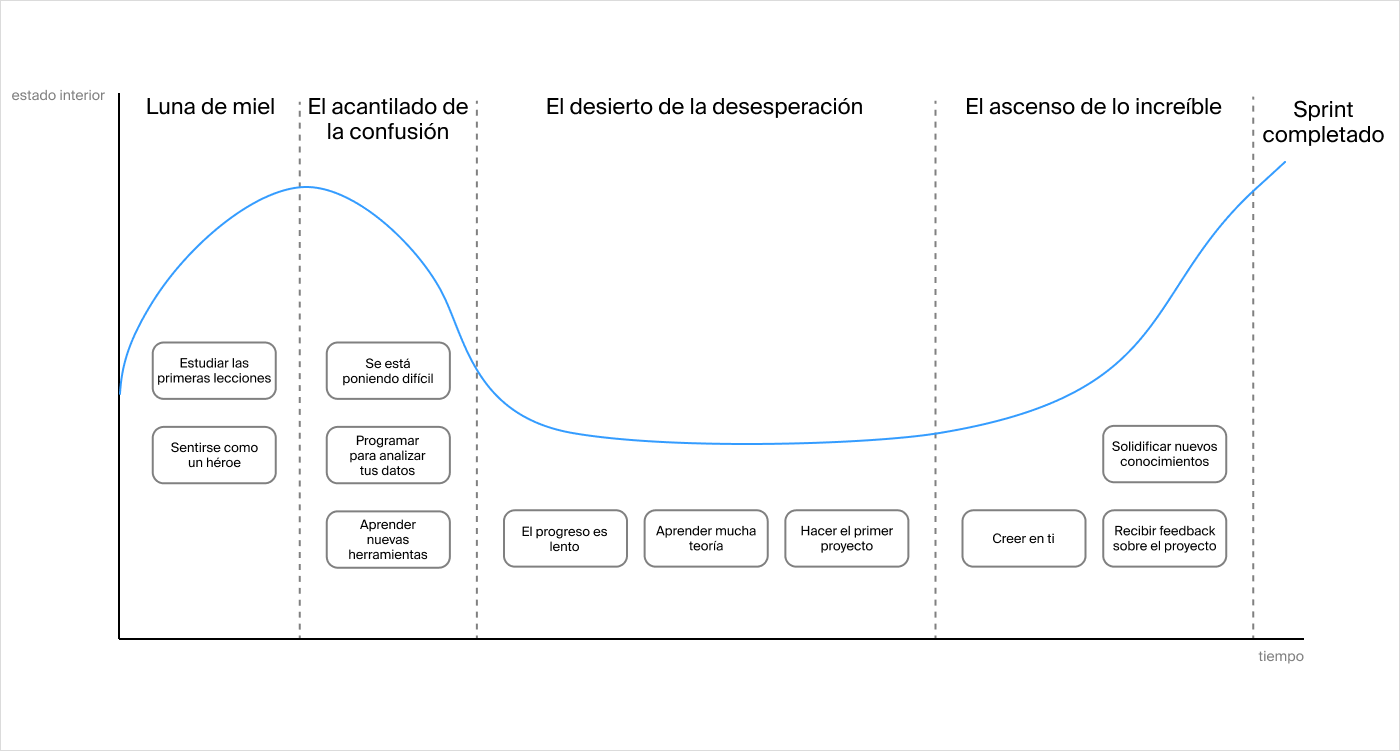 estado interior
Luna de miel
El acantilado de
la confusión
El desierto de la desesperación
El ascenso de lo increíble
Sprint
completado
Estudiar las
primeras lecciones
Sentirse como
un héroe
Se está
poniendo difícil
Programar
para analizar
tus datos
Aprender
nuevas
herramientas
El progreso es
lento
Aprender mucha
teoría
Hacer el primer
proyecto
Creer en ti
Solidificar nuevos
conocimientos
Recibir feedback
sobre el proyecto
tiempo